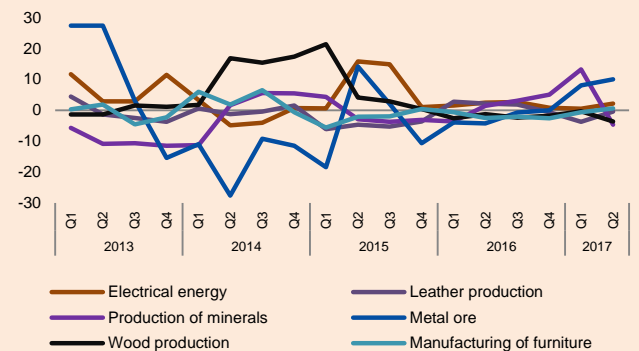 30
20
10
0
-10
-20
-30
Q1 Q2 Q3 Q4 Q1 Q2 Q3 Q4 Q1 Q2 Q3 Q4 Q1 Q2 Q3 Q4 Q1 Q2
2013 2014 2015 2016 2017
Electrical energy Leather production
Production of minerals Metal ore
Wood production Manufacturing of furniture